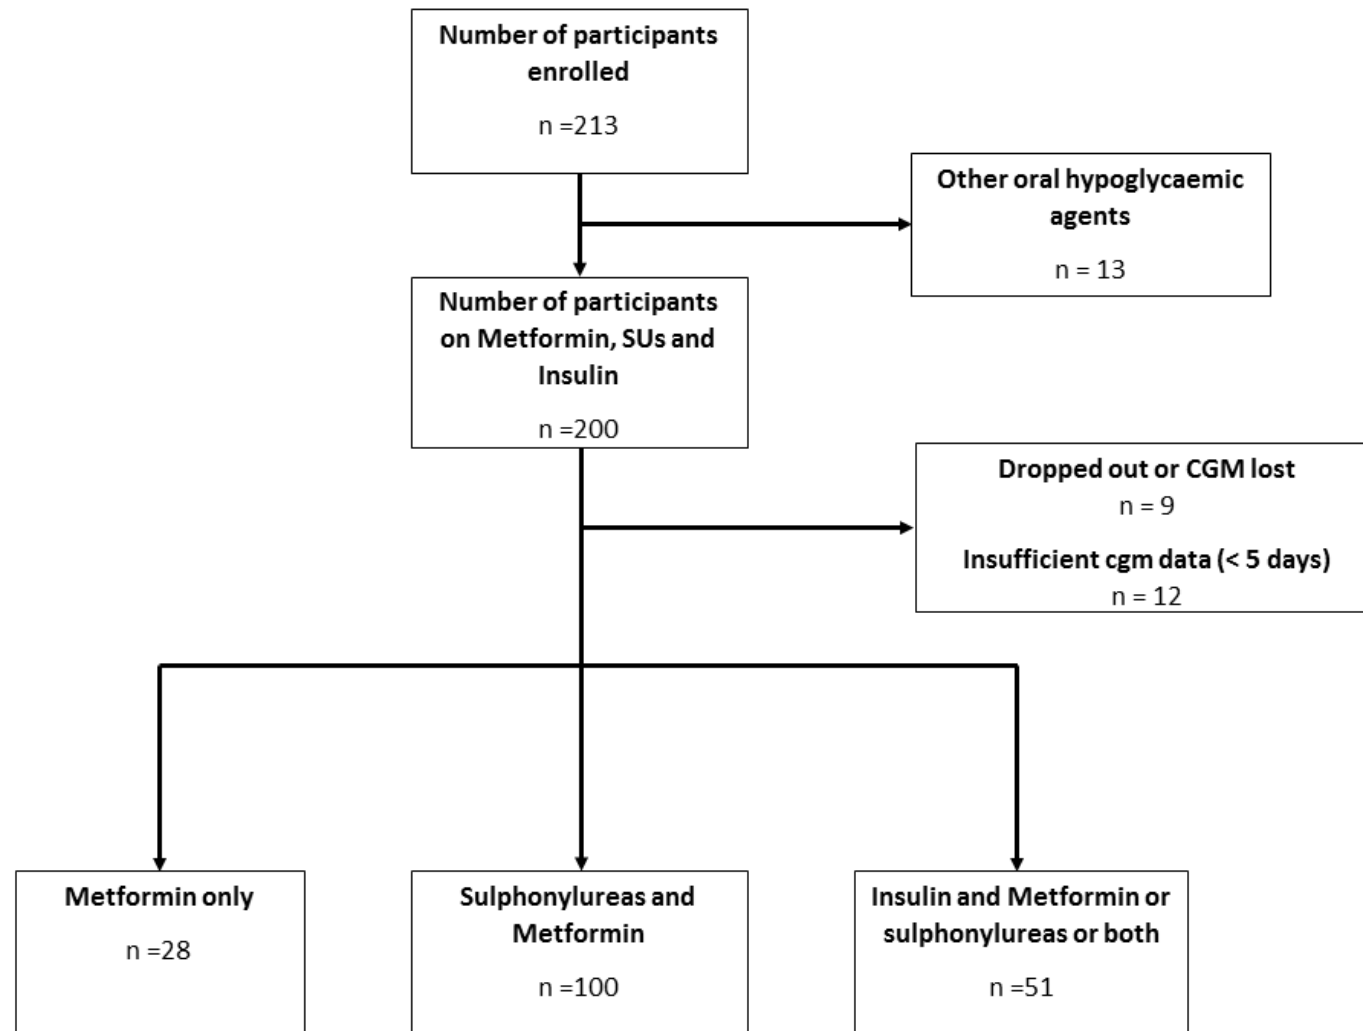 Number of participants
enrolled
n =213
Other oral hypoglycaemic
agents
n = 13
Number of participants
on Metformin, SUs and
Insulin
n =200
Dropped out or CGM lost
n = 9
Insufficient cgm data (< 5 days)
n = 12
Metformin only
n =28
Sulphonylureas and
Metformin
n =100
Insulin and Metformin or
sulphonylureas or both
n =51